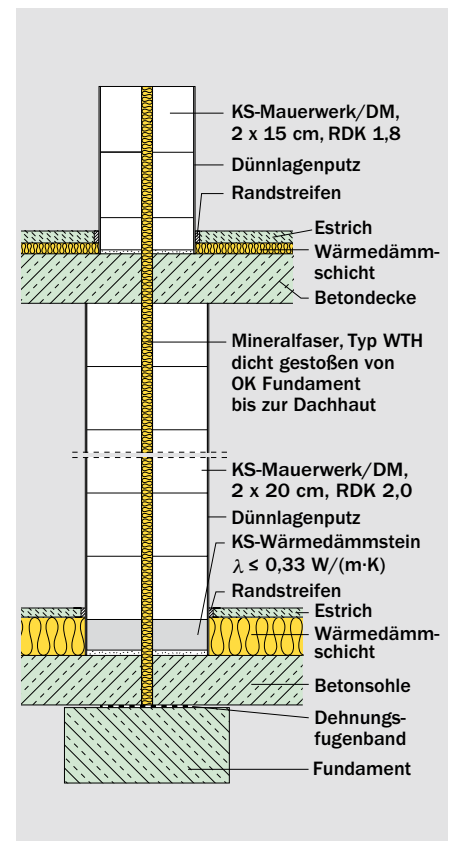 KS-Mauerwerk/DM,
2 x 15 cm, RDK 1,8
Dünnlagenputz
Randstreifen
Estrich
Wärmedämm-
schicht
Betondecke
Mineralfaser, Typ WTH
dicht gestoßen von
OK Fundament
bis zur Dachhaut
KS-Mauerwerk/DM,
2 x 20 cm, RDK 2,0
Dünnlagenputz
KS-Wärmedämmstein
λ ≤ 0,33 W/(m·K)
Randstreifen
Estrich
Wärmedämm-
schicht
Betonsohle
Dehnungs-
fugenband
Fundament